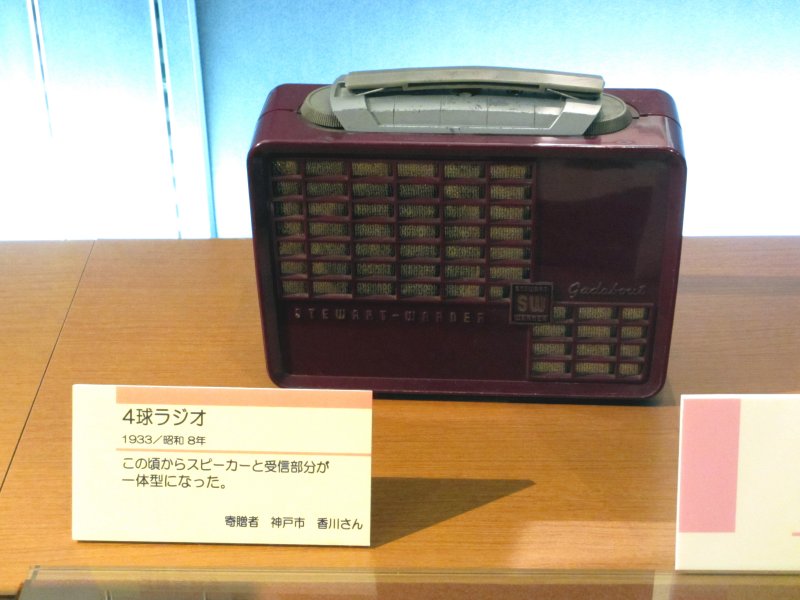 Gadabout
STEWART
SW
WARNER
STEWART-WARNER
4球ラジオ
1933／昭和 8年
この頃からスピーカーと受信部分が
一体型になった。
寄贈者 神戸市 香川さん